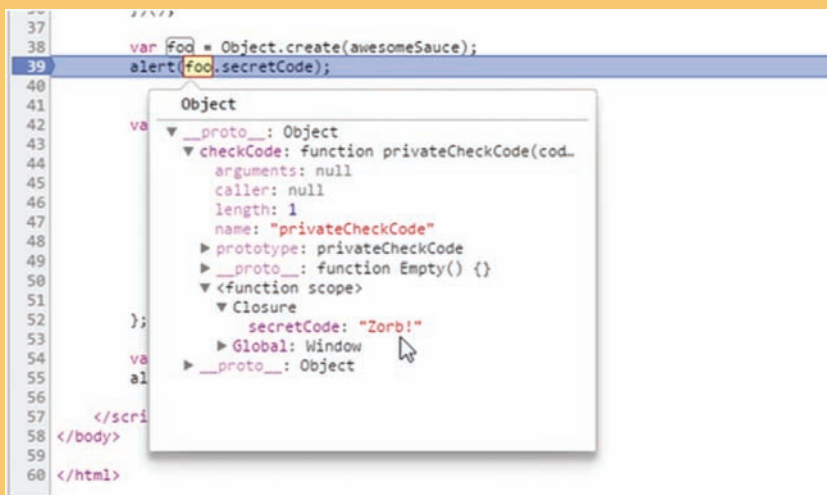 37
38 var foo = Object.create(awesomeSauce);
39 alert(foo.secretCode);
40
41 Object
42 va ▼ __proto__: Object
43 ▼ checkCode: function privateCheckCode(cod…
44 arguments: null
45 caller: null
46 length: 1
47 name: "privateCheckCode"
48 ▶ prototype: privateCheckCode
49 ▶ __proto__: function Empty() {}
50 ▼ <function scope>
51 ▼ Closure
52 }; secretCode: "Zorb!"
53 ▶ Global: Window
54 va ▶ __proto__: Object
55 al
56
57 </scri
58 </body>
59
60 </html>